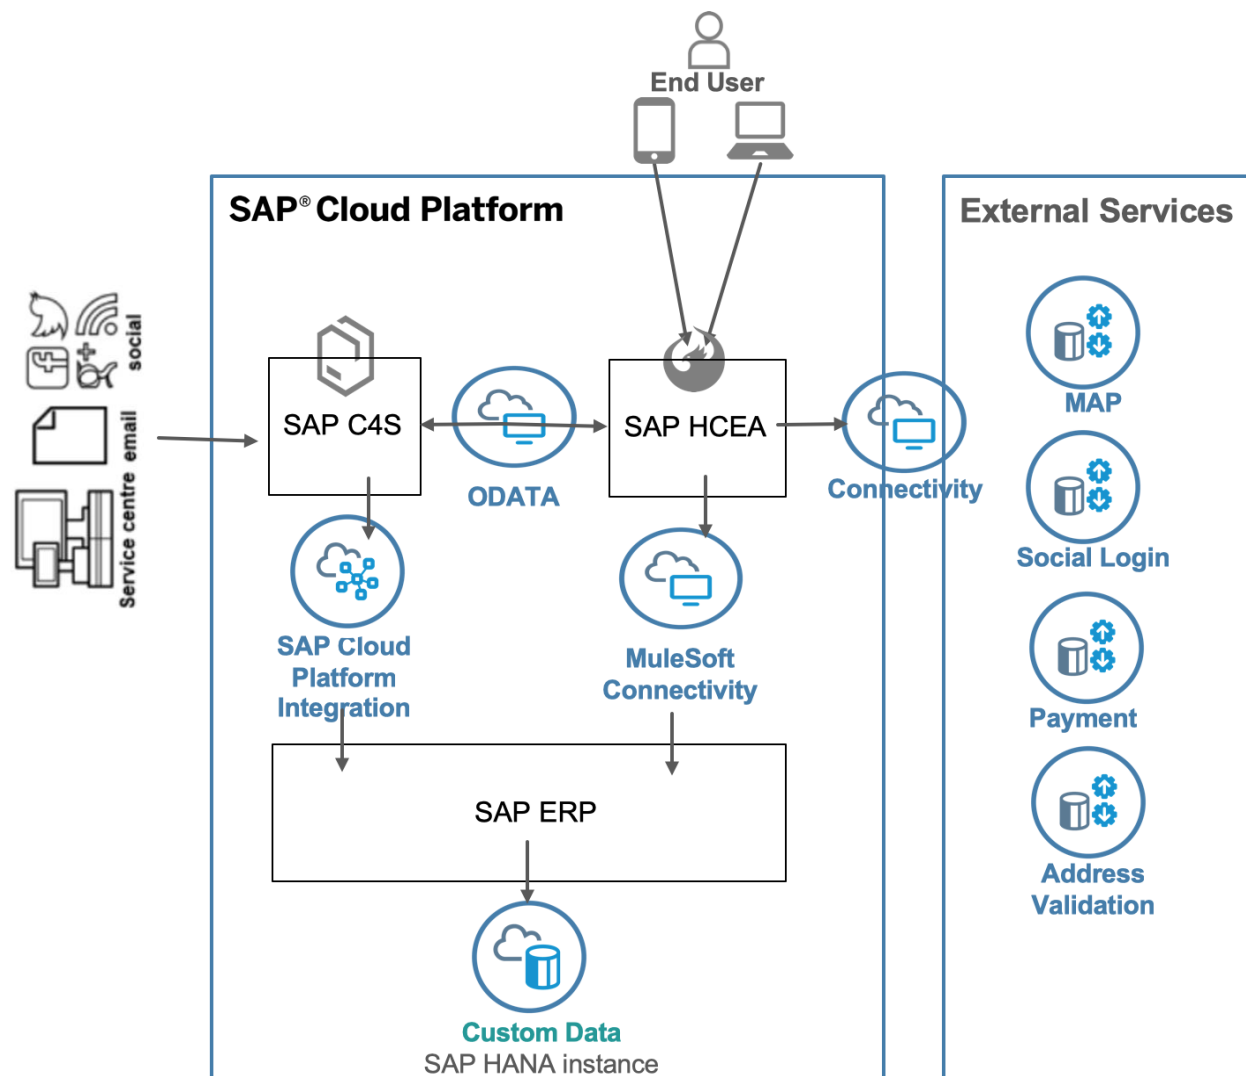 End User
SAP® Cloud Platform
External Services
social
email
Service centre
SAP C4S
ODATA
SAP HCEA
Connectivity
MAP
Social Login
SAP Cloud
Platform
Integration
MuleSoft
Connectivity
Payment
SAP ERP
Address
Validation
Custom Data
SAP HANA instance